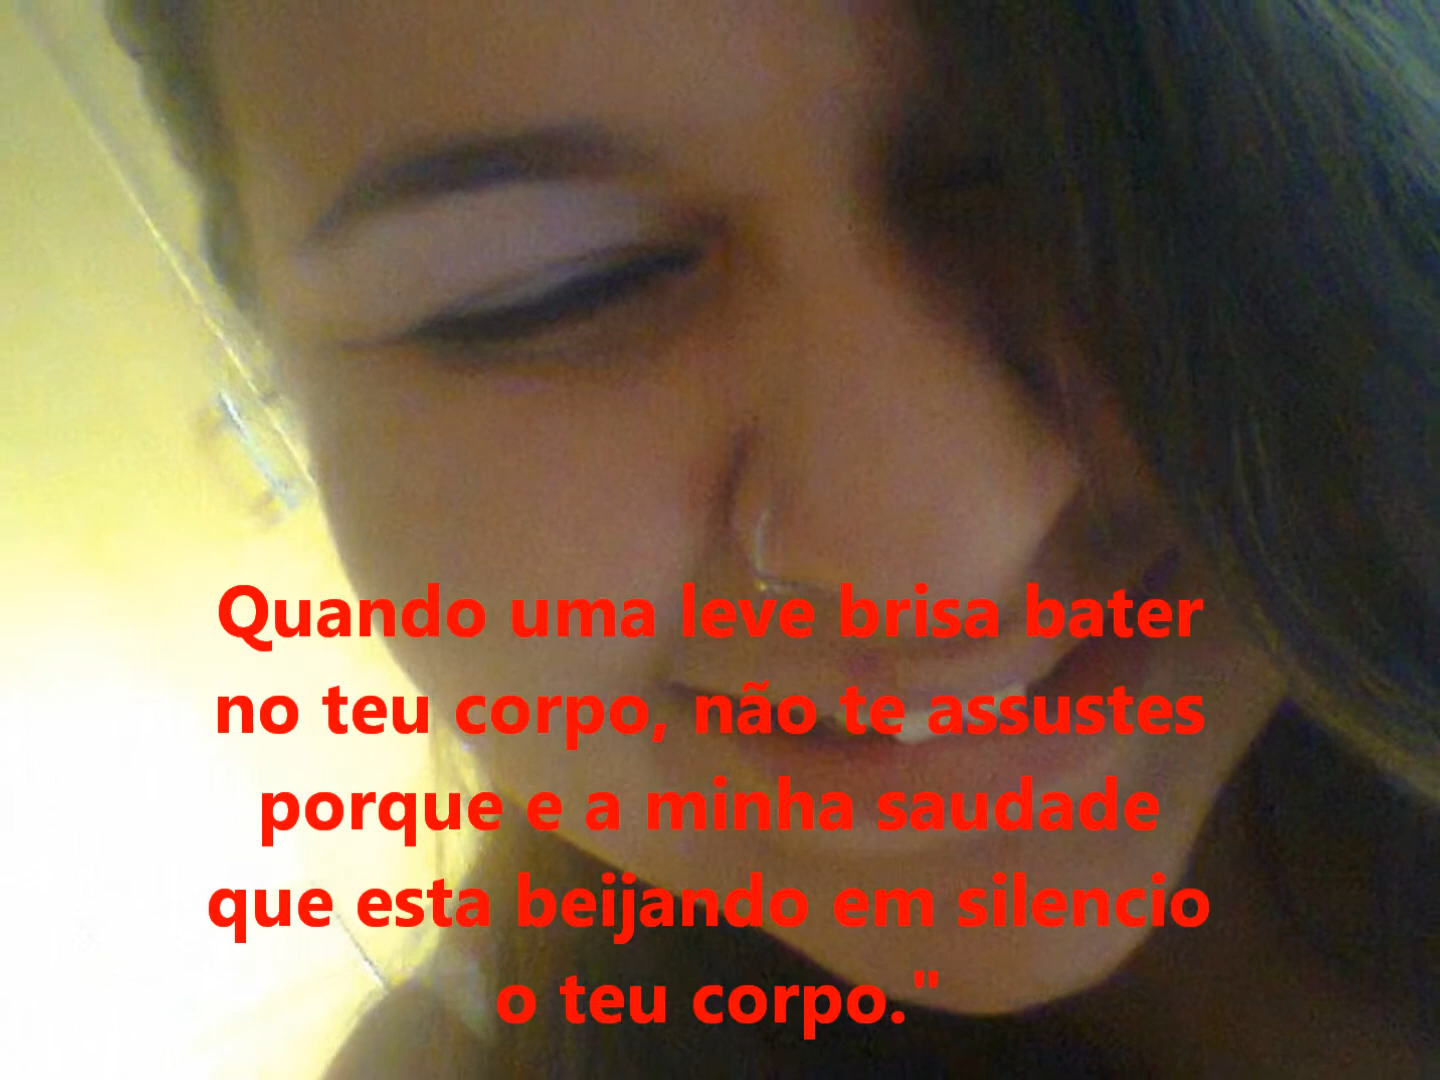 Quando uma leve brisa bater
no teu corpo, não te assustes
porque e a minha saudade
que esta beijando em silencio
o teu corpo."